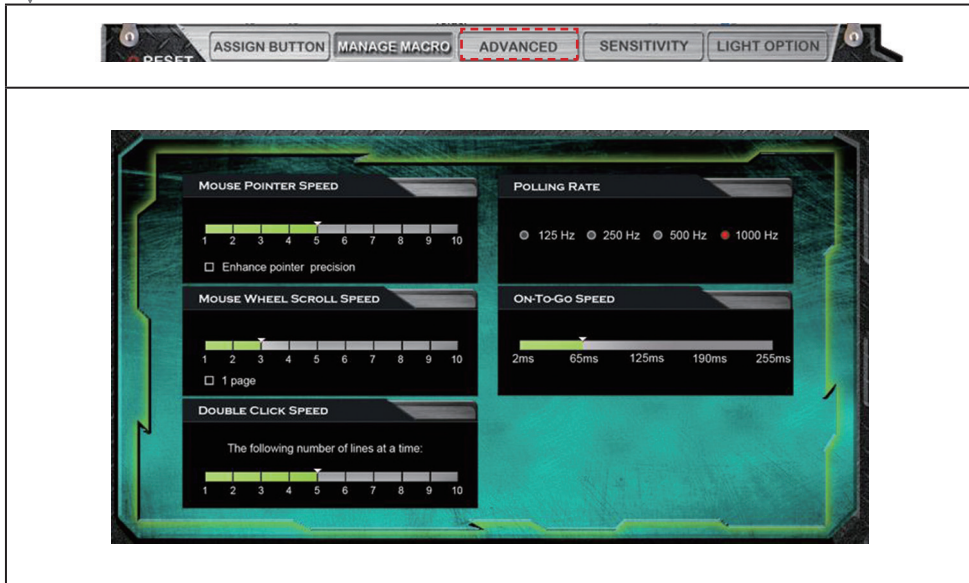 RESET
ASSIGN BUTTON MANAGE MACRO ADVANCED SENSITIVITY LIGHT OPTION
MOUSE POINTER SPEED
1 2 3 4 5 6 7 8 9 10
Enhance pointer precision
MOUSE WHEEL SCROLL SPEED
1 2 3 4 5 6 7 8 9 10
1 page
DOUBLE CLICK SPEED
The following number of lines at a time:
1 2 3 4 5 6 7 8 9 10
POLLING RATE
125 Hz 250 Hz 500 Hz 1000 Hz
ON-TO-GO SPEED
2ms 65ms 125ms 190ms 255ms